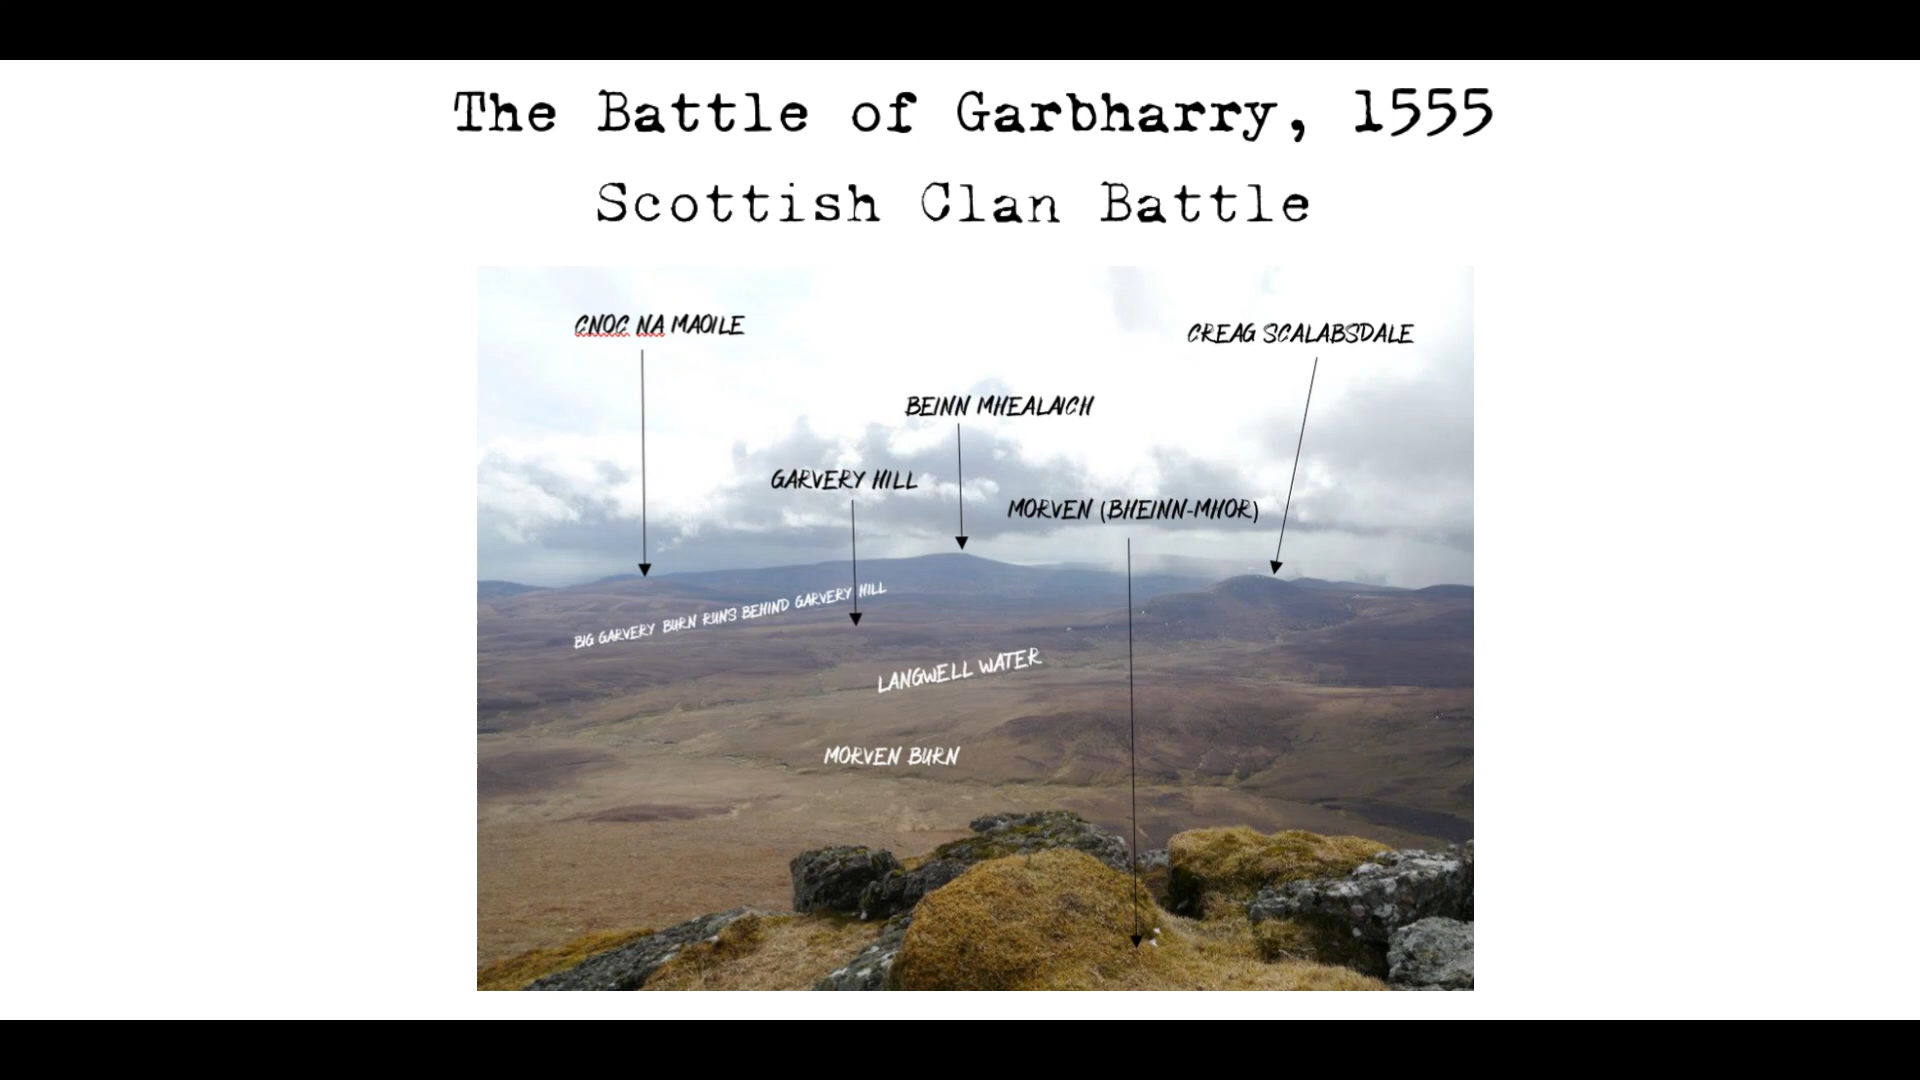 The Battle of Garbharry, 1555
Scottish Clan Battle
CNOC NA MAOILE
CREAG SCALABSDALE
BEINN MHEALAICH
GARVERY HILL
MORVEN (BHEINN-MHOR)
BIG GARVERY BURN RUNS BEHIND GARVERY HILL
LANGWELL WATER
MORVEN BURN